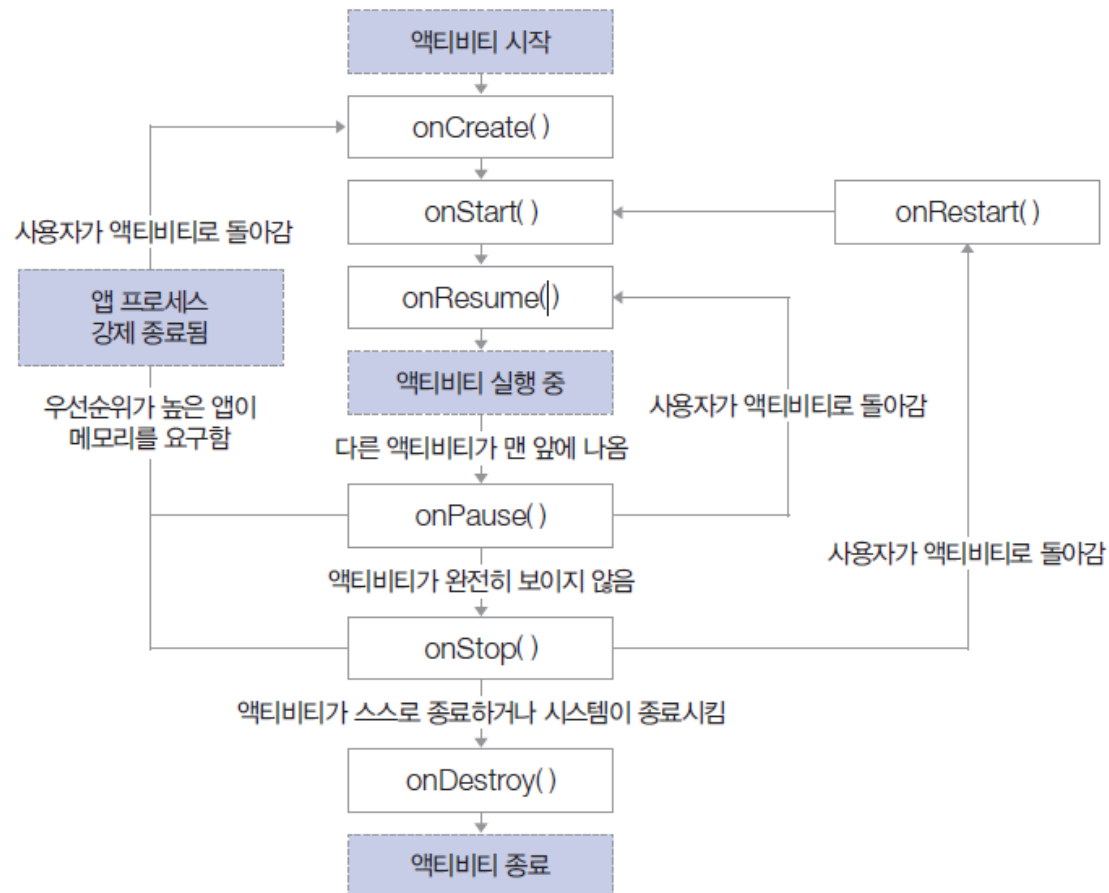 액티비티 시작
onCreate( )
onStart( )
onRestart( )
사용자가 액티비티로 돌아감
onResume( )
앱 프로세스
강제 종료됨
액티비티 실행 중
우선순위가 높은 앱이
메모리를 요구함
사용자가 액티비티로 돌아감
다른 액티비티가 맨 앞에 나옴
onPause( )
사용자가 액티비티로 돌아감
액티비티가 완전히 보이지 않음
onStop( )
액티비티가 스스로 종료하거나 시스템이 종료시킴
onDestroy( )
액티비티 종료